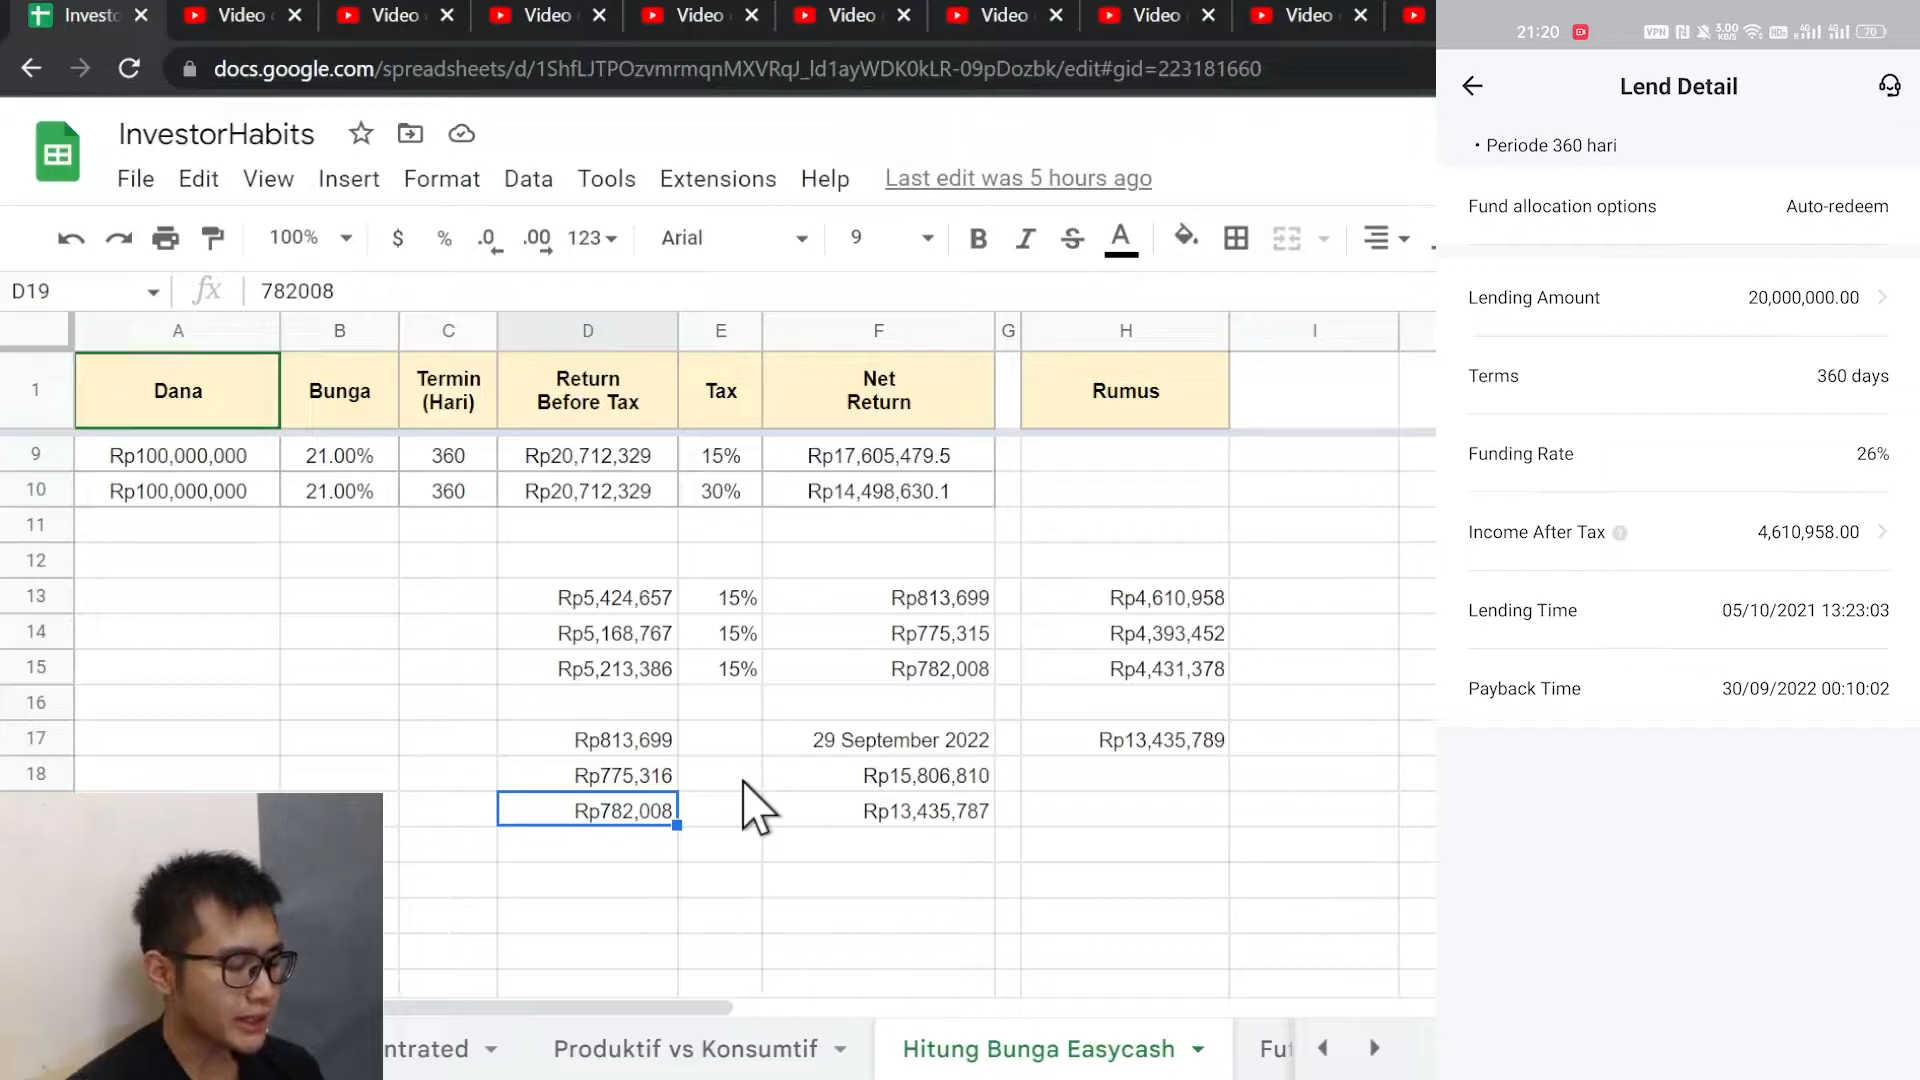 Investo
Video
Video
Video
Video
Video
Video
Video
Video
docs.google.com/spreadsheets/d/1ShfLJTPOzvmrmqnMXVRqJ_ld1ayWDK0kLR-09pDozbk/edit#gid=223181660
InvestorHabits
File Edit View Insert Format Data Tools Extensions Help Last edit was 5 hours ago
100% $ % .0 .00 123 Arial 9 B I S A
D19 fx 782008
A B C D E F G H I
1 Dana Bunga Termin (Hari) Return Before Tax Tax Net Return Rumus
9 Rp100,000,000 21.00% 360 Rp20,712,329 15% Rp17,605,479.5
10 Rp100,000,000 21.00% 360 Rp20,712,329 30% Rp14,498,630.1
11
12
13 Rp5,424,657 15% Rp813,699 Rp4,610,958
14 Rp5,168,767 15% Rp775,315 Rp4,393,452
15 Rp5,213,386 15% Rp782,008 Rp4,431,378
16
17 Rp813,699 29 September 2022 Rp13,435,789
18 Rp775,316 Rp15,806,810
Rp782,008 Rp13,435,787
ntrated Produktif vs Konsumtif Hitung Bunga Easycash Fu
21:20 VPN 3.00 KB/S HD2 4G 4G 70
Lend Detail
• Periode 360 hari
Fund allocation options Auto-redeem
Lending Amount 20,000,000.00
Terms 360 days
Funding Rate 26%
Income After Tax ? 4,610,958.00
Lending Time 05/10/2021 13:23:03
Payback Time 30/09/2022 00:10:02